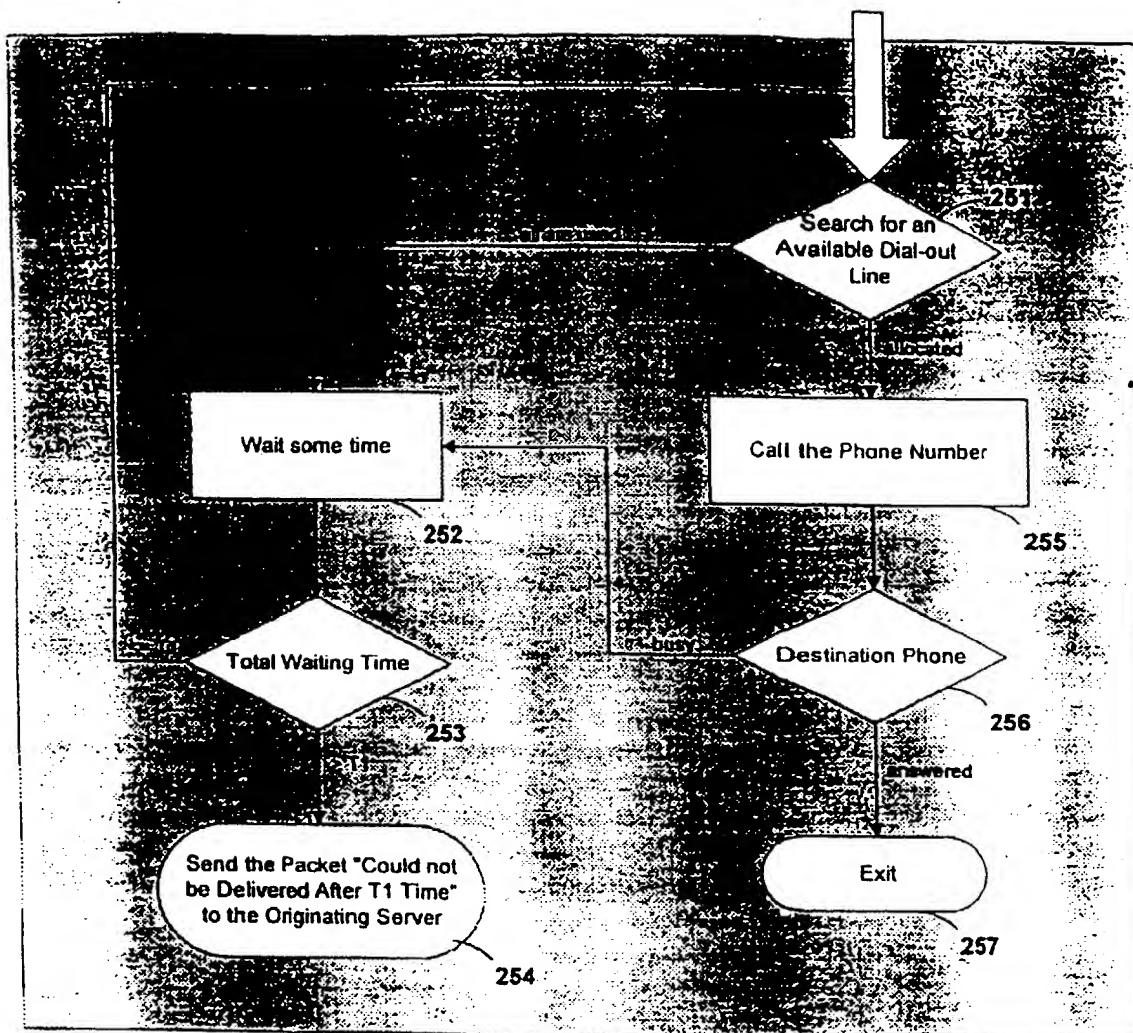 251
Search for an
Available Dial-out
Line
allocated
Wait some time
252
Call the Phone Number
255
Total Waiting Time
253
busy
Destination Phone
256
answered
Send the Packet "Could not
be Delivered After T1 Time"
to the Originating Server
254
Exit
257